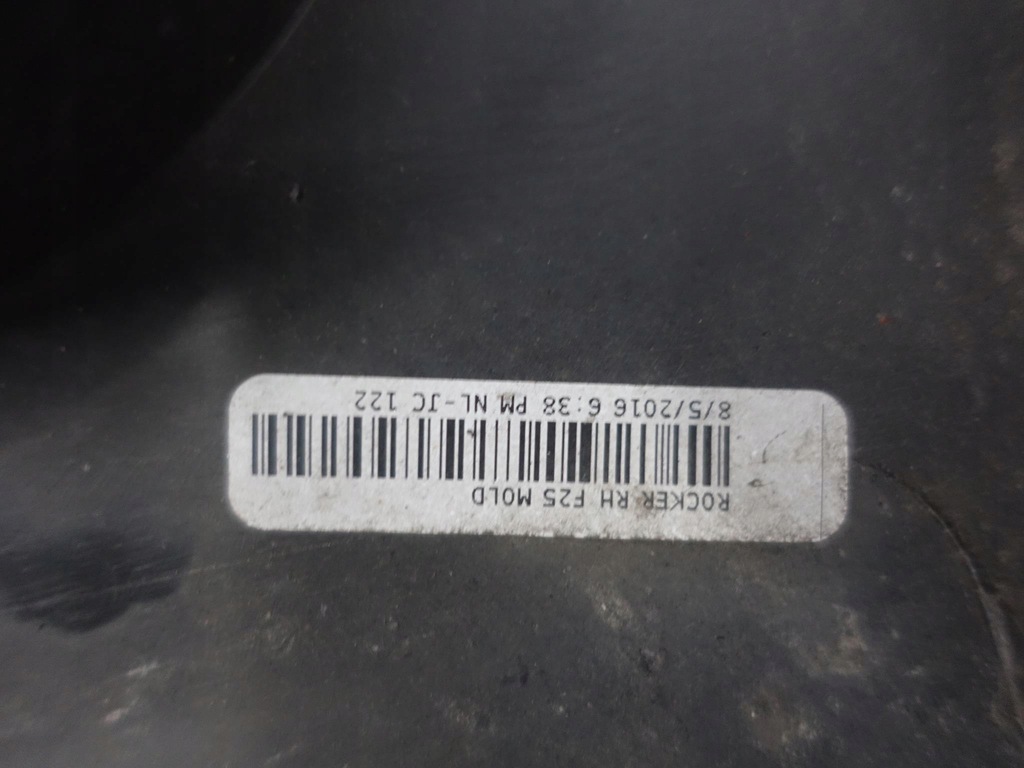 ROCKER RH F25 MOLD
8/5/2016 6:38 PM NL-JC 122